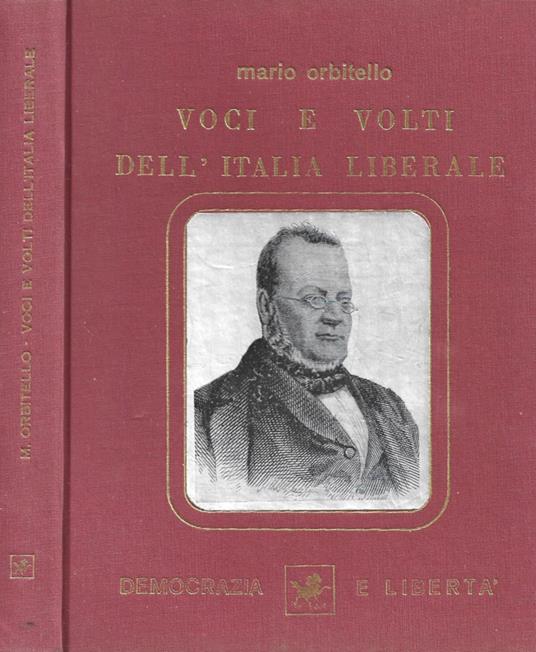 M. ORBITELLO - VOCI E VOLTI DELL'ITALIA LIBERALE
mario orbitello
VOCI E VOLTI
DELL' ITALIA LIBERALE
DEMOCRAZIA E LIBERTA'